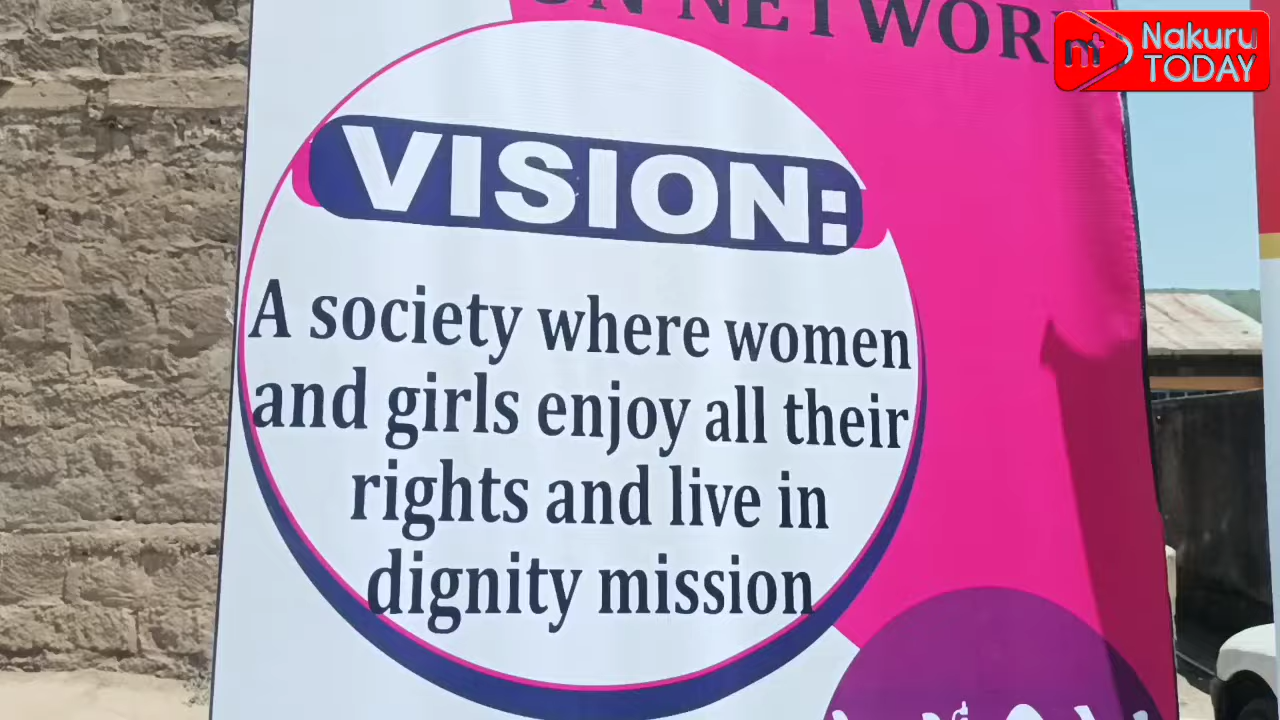 NETWORK
Nakuru
TODAY
VISION:
A society where women
and girls enjoy all their
rights and live in
dignity mission